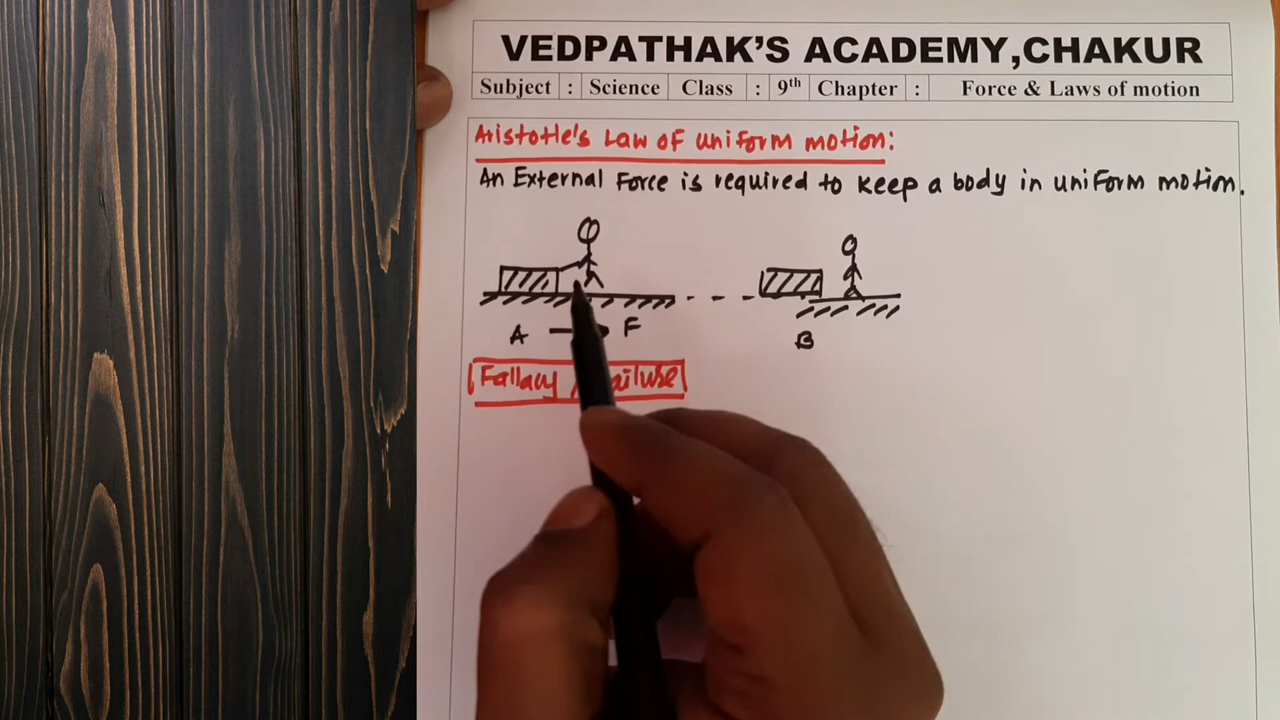 VEDPATHAK'S ACADEMY,CHAKUR
Subject : Science Class : 9th Chapter : Force & Laws of motion
Aristotle's Law of uniform motion:
An External Force is required to keep a body in uniform motion.
A F B
Fallacy